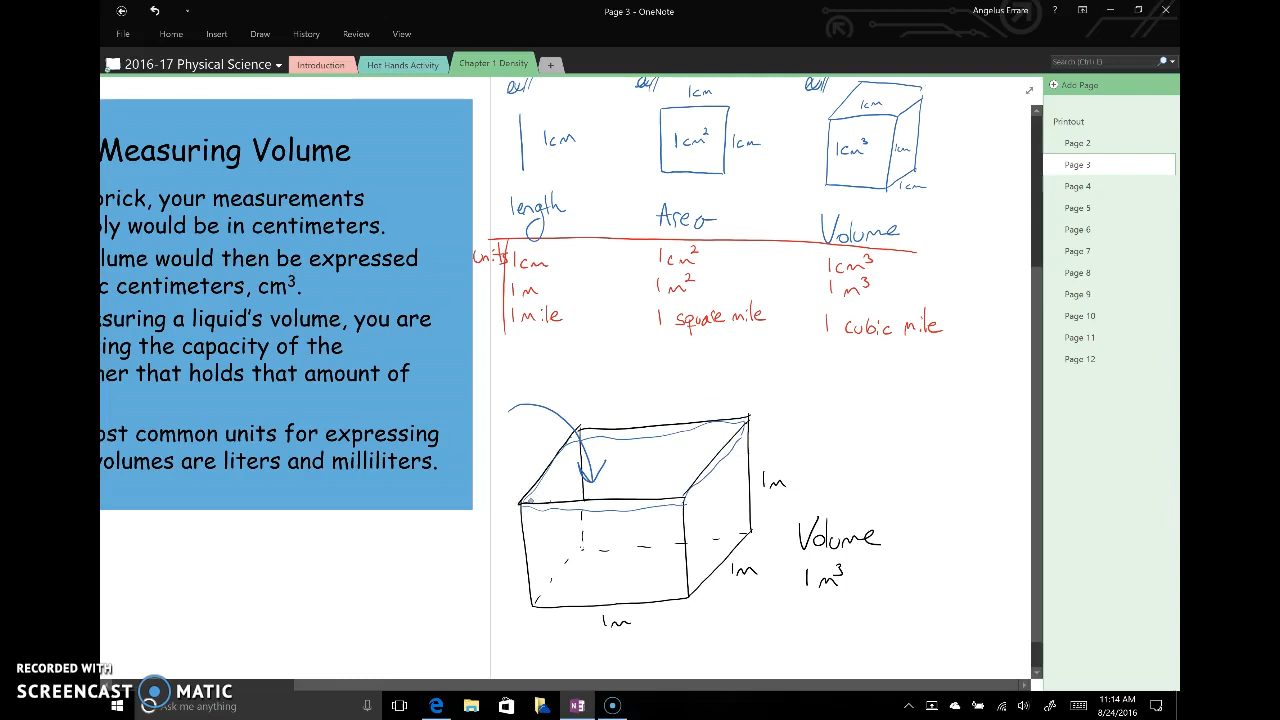 Page 3 - OneNote
Angelus Errare
?
File Home Insert Draw History Review View
2016-17 Physical Science
Introduction
Hot Hands Activity
Chapter 1 Density
Search (Ctrl+E)
Add Page
Printout
Page 2
Page 3
Page 4
Page 5
Page 6
Page 7
Page 8
Page 9
Page 10
Page 11
Page 12
Measuring Volume
brick, your measurements
ly would be in centimeters.
lume would then be expressed
c centimeters, cm³.
suring a liquid's volume, you are
ing the capacity of the
ner that holds that amount of
ost common units for expressing
volumes are liters and milliliters.
1cm
length
1cm
1cm²
1cm
Area
1cm
1cm³
1cm
1cm
Volume
units
1cm 1cm² 1cm³
1m 1m² 1m³
1mile 1 square mile 1 cubic mile
1m
1m
1m
Volume
1m³
RECORDED WITH
SCREENCAST MATIC
Ask me anything
11:14 AM
8/24/2016